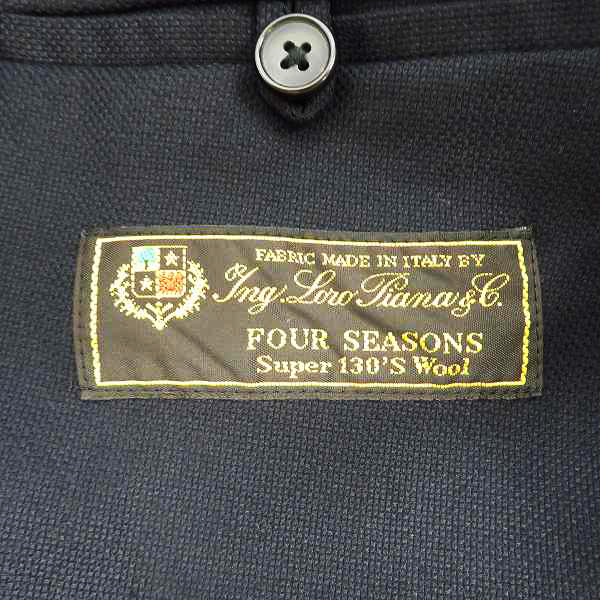 FABRIC MADE IN ITALY BY
Ing. Loro Piana & C.
FOUR SEASONS
Super 130'S Wool